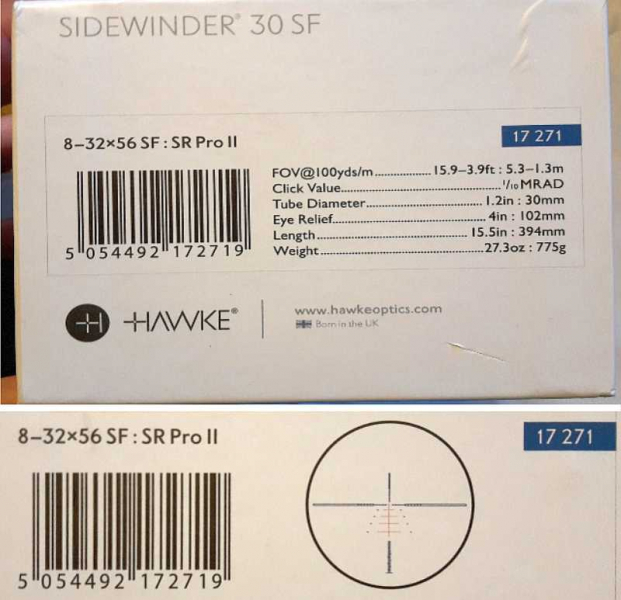 SIDEWINDER® 30 SF
8–32×56 SF : SR Pro II
17 271
FOV@100yds/m................15.9–3.9ft : 5.3–1.3m
Click Value...............................................¹/₁₀ MRAD
Tube Diameter..................................1.2in : 30mm
Eye Relief............................................4in : 102mm
Length...........................................15.5in : 394mm
Weight..............................................27.3oz : 775g
5 054492 172719
HAWKE®
www.hawkeoptics.com
Born in the UK
8–32×56 SF : SR Pro II
17 271
5 054492 172719